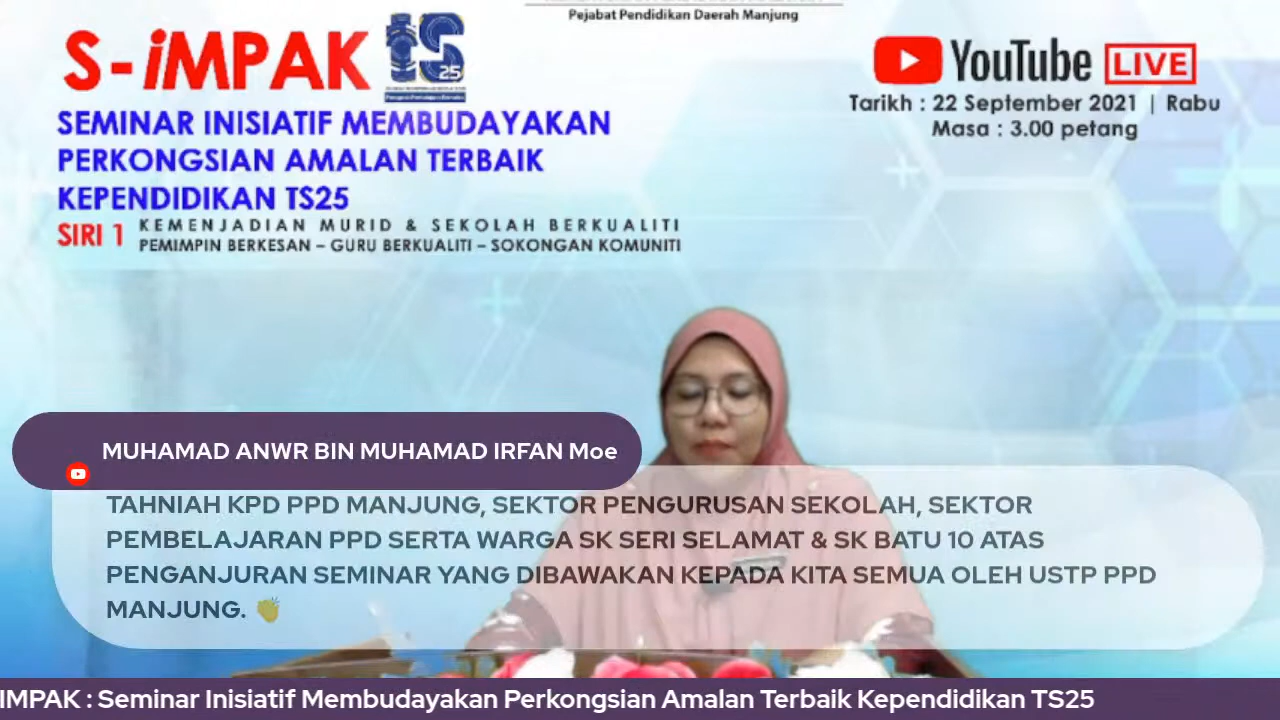 Pejabat Pendidikan Daerah Manjung
S-iMPAK TS
25
SEMINAR INISIATIF MEMBUDAYAKAN
PERKONGSIAN AMALAN TERBAIK
KEPENDIDIKAN TS25
SIRI 1
KEMENJADIAN MURID & SEKOLAH BERKUALITI
PEMIMPIN BERKESAN – GURU BERKUALITI – SOKONGAN KOMUNITI
YouTube LIVE
Tarikh : 22 September 2021 | Rabu
Masa : 3.00 petang
MUHAMAD ANWR BIN MUHAMAD IRFAN Moe
TAHNIAH KPD PPD MANJUNG, SEKTOR PENGURUSAN SEKOLAH, SEKTOR
PEMBELAJARAN PPD SERTA WARGA SK SERI SELAMAT & SK BATU 10 ATAS
PENGANJURAN SEMINAR YANG DIBAWAKAN KEPADA KITA SEMUA OLEH USTP PPD
MANJUNG. 👏
IMPAK : Seminar Inisiatif Membudayakan Perkongsian Amalan Terbaik Kependidikan TS25